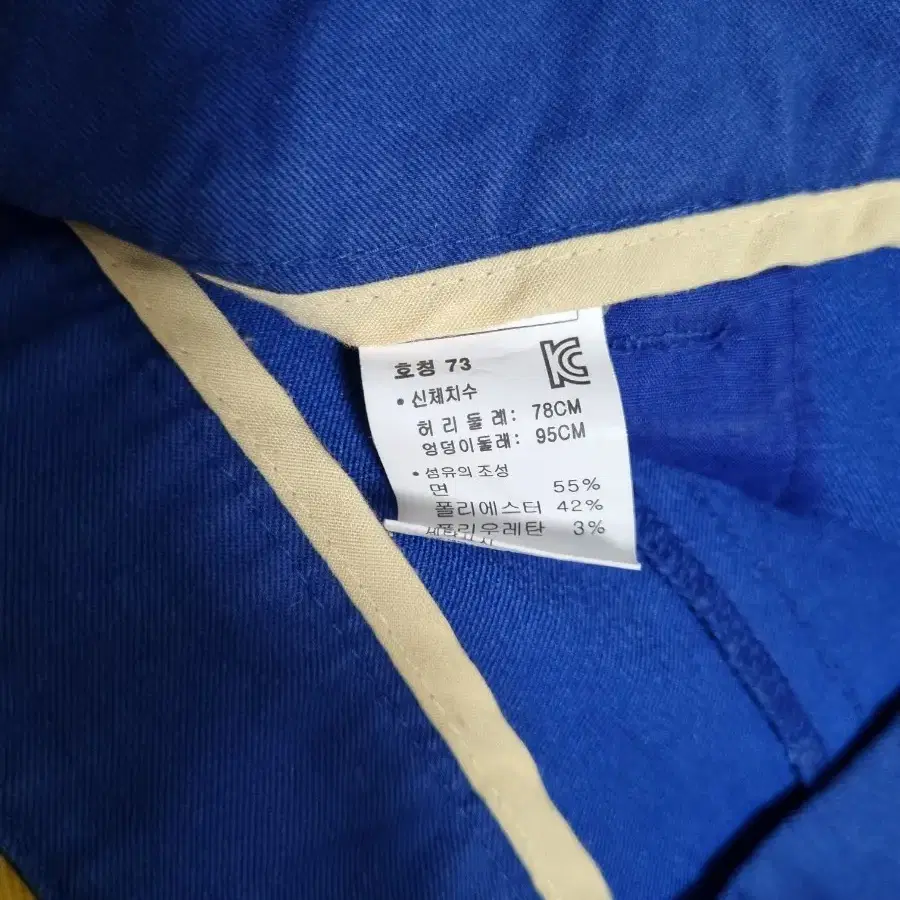 호칭 73
• 신체치수
허리둘레: 78CM
엉덩이둘레: 95CM
• 섬유의 조성
면 55%
폴리에스터 42%
폴리우레탄 3%